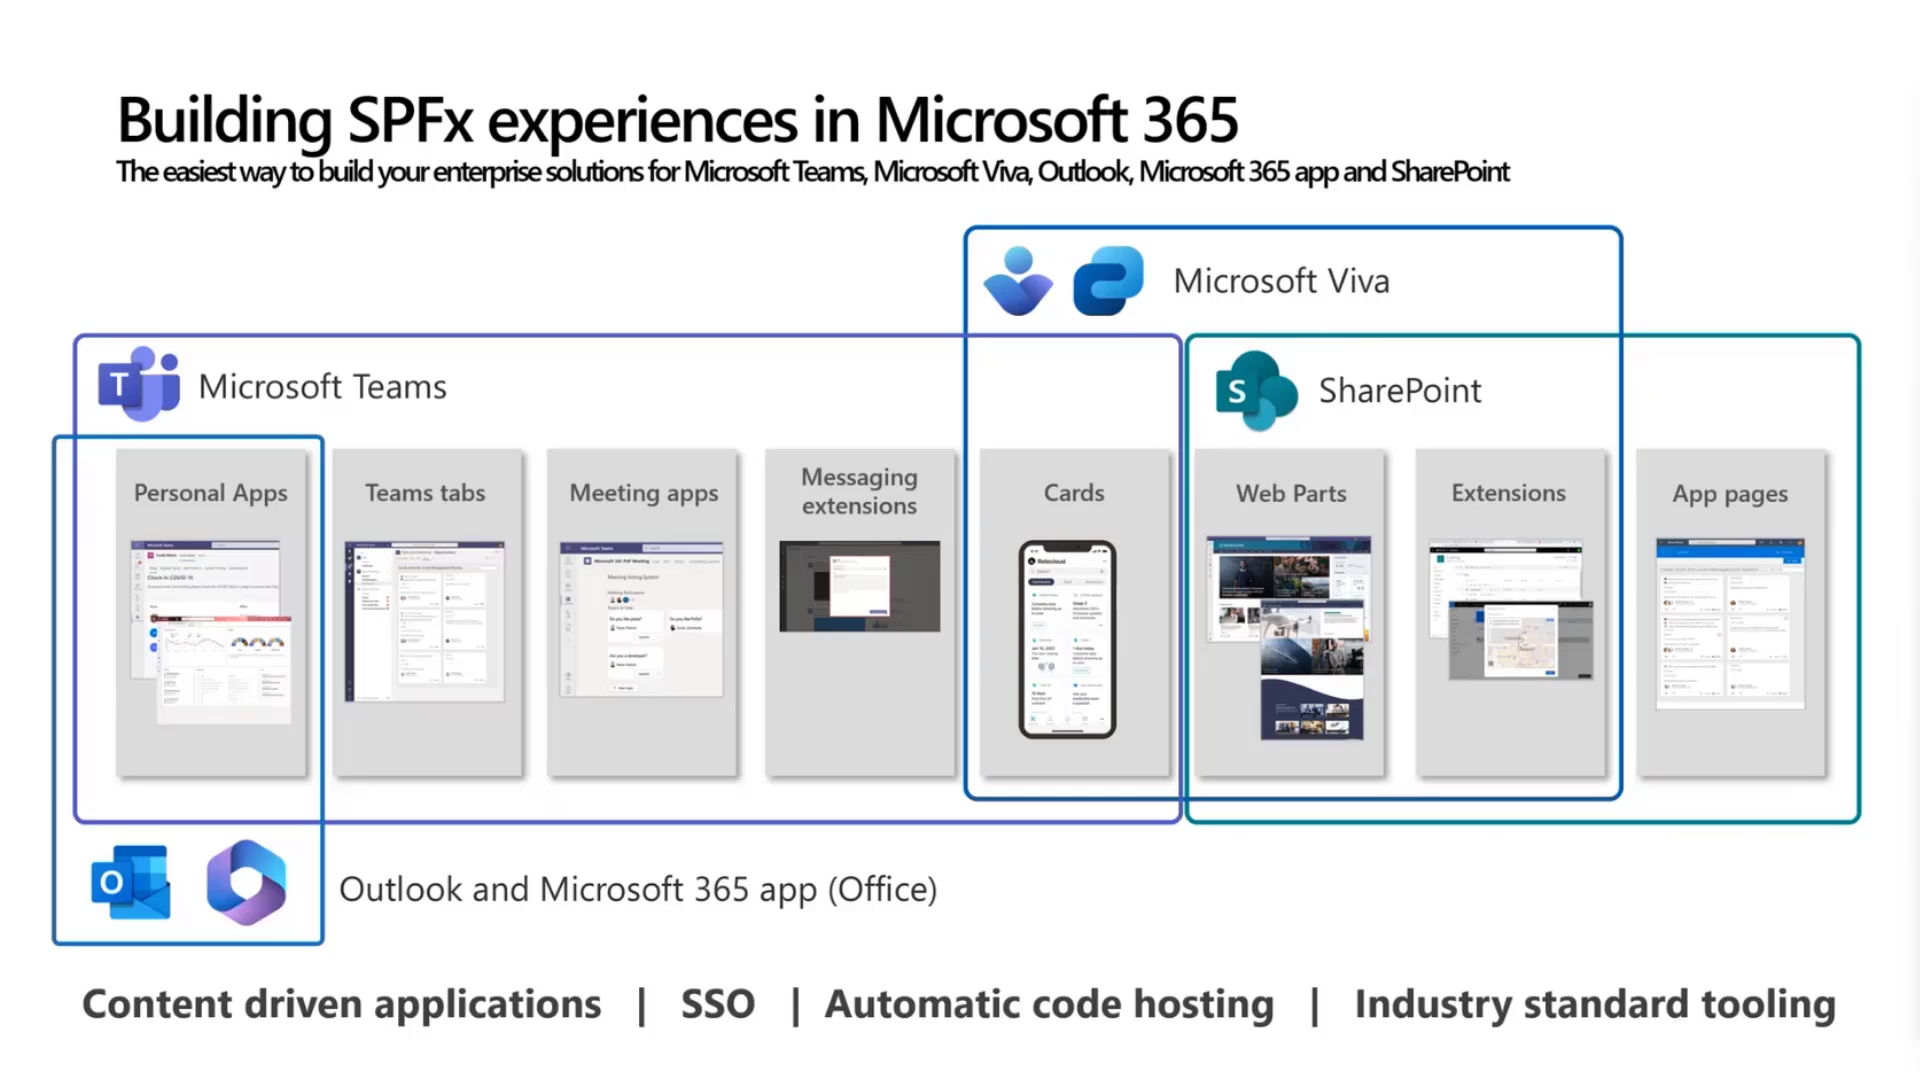 Building SPFx experiences in Microsoft 365
The easiest way to build your enterprise solutions for Microsoft Teams, Microsoft Viva, Outlook, Microsoft 365 app and SharePoint
Microsoft Viva
T
Microsoft Teams
S
SharePoint
Personal Apps
Teams tabs
Meeting apps
Messaging
extensions
Cards
Web Parts
Extensions
App pages
O
Outlook and Microsoft 365 app (Office)
Content driven applications | SSO | Automatic code hosting | Industry standard tooling